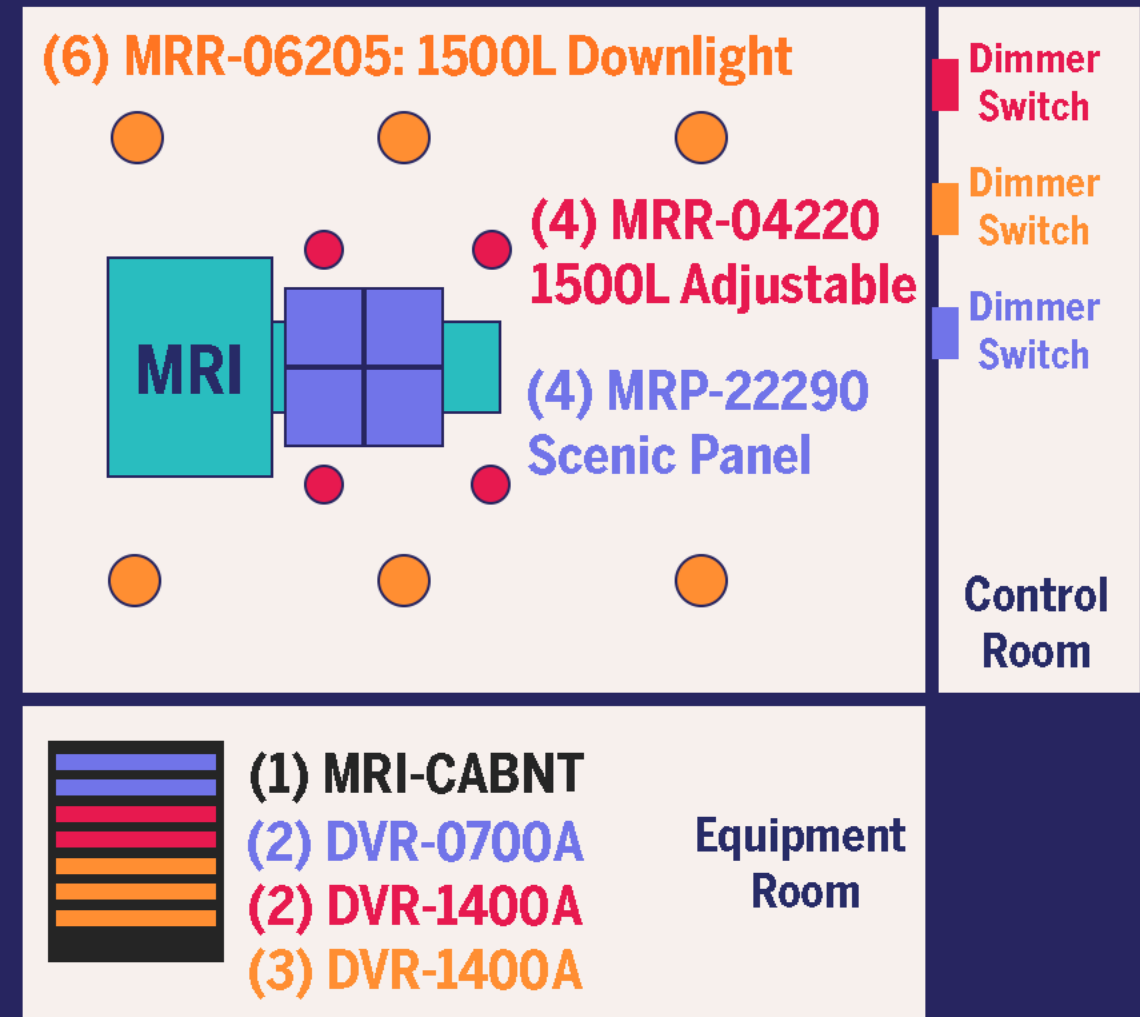 (6) MRR-06205: 1500L Downlight
(4) MRR-04220
1500L Adjustable
MRI
(4) MRP-22290
Scenic Panel
Dimmer
Switch
Dimmer
Switch
Dimmer
Switch
Control
Room
(1) MRI-CABNT
(2) DVR-0700A
(2) DVR-1400A
(3) DVR-1400A
Equipment
Room